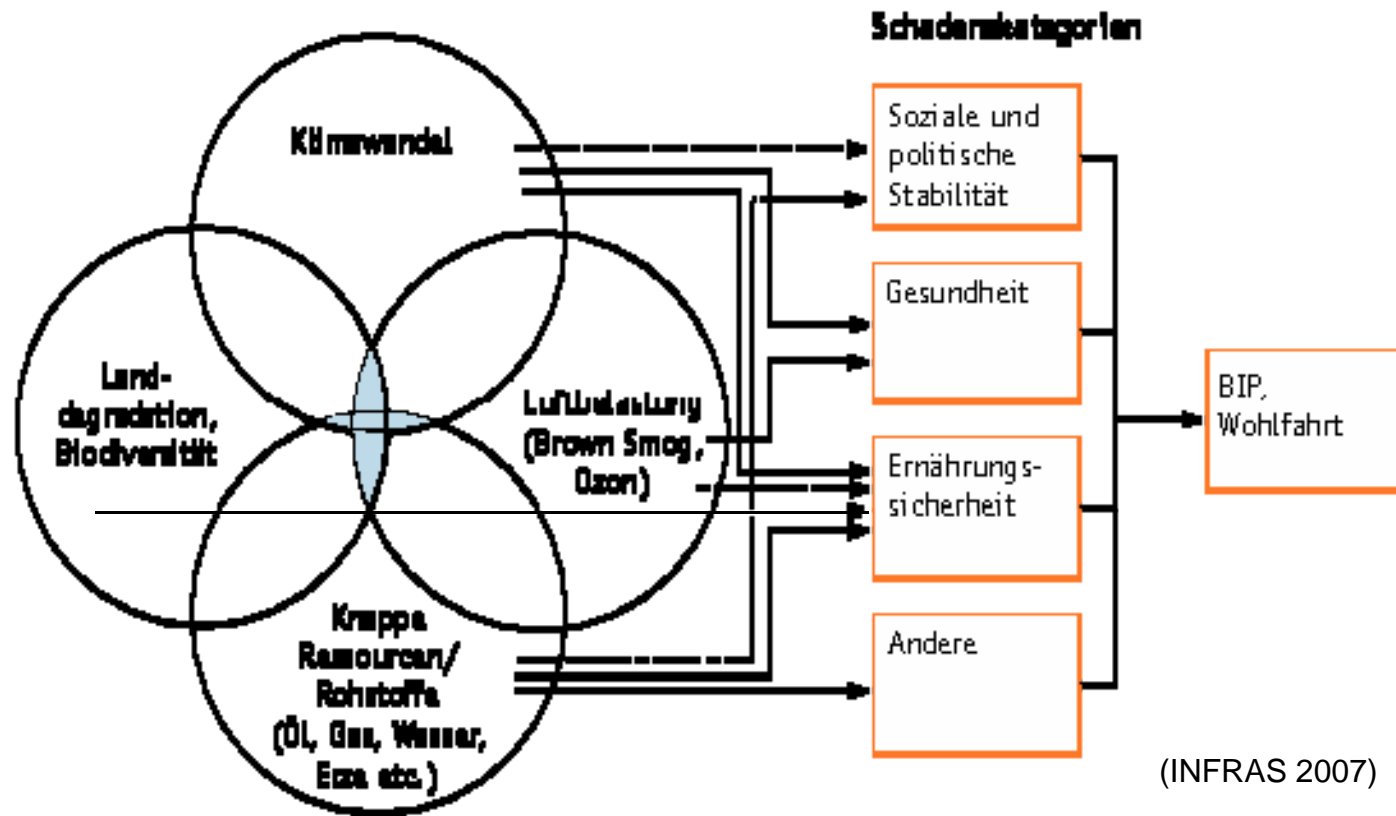 Schadenskategorien
Klimawandel
Land-
degradation,
Biodiversität
Luftbelastung
(Brown Smog,
Ozon)
Knappe
Ressourcen/
Rohstoffe
(Öl, Gas, Wasser,
Erze etc.)
Soziale und
politische
Stabilität
Gesundheit
Ernährungs-
sicherheit
Andere
BIP,
Wohlfahrt
(INFRAS 2007)